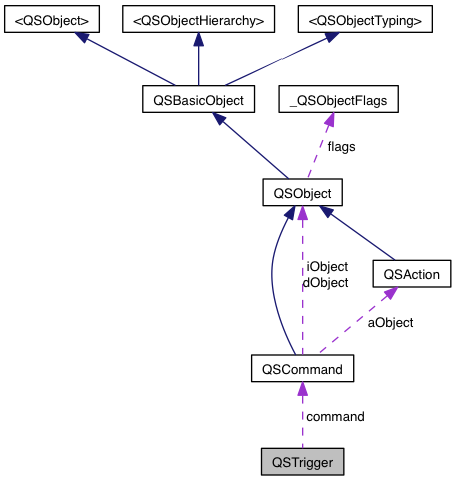 <QSObject>
<QSObjectHierarchy>
<QSObjectTyping>
QSBasicObject
_QSObjectFlags
flags
QSObject
iObject
dObject
QSAction
aObject
QSCommand
command
QSTrigger